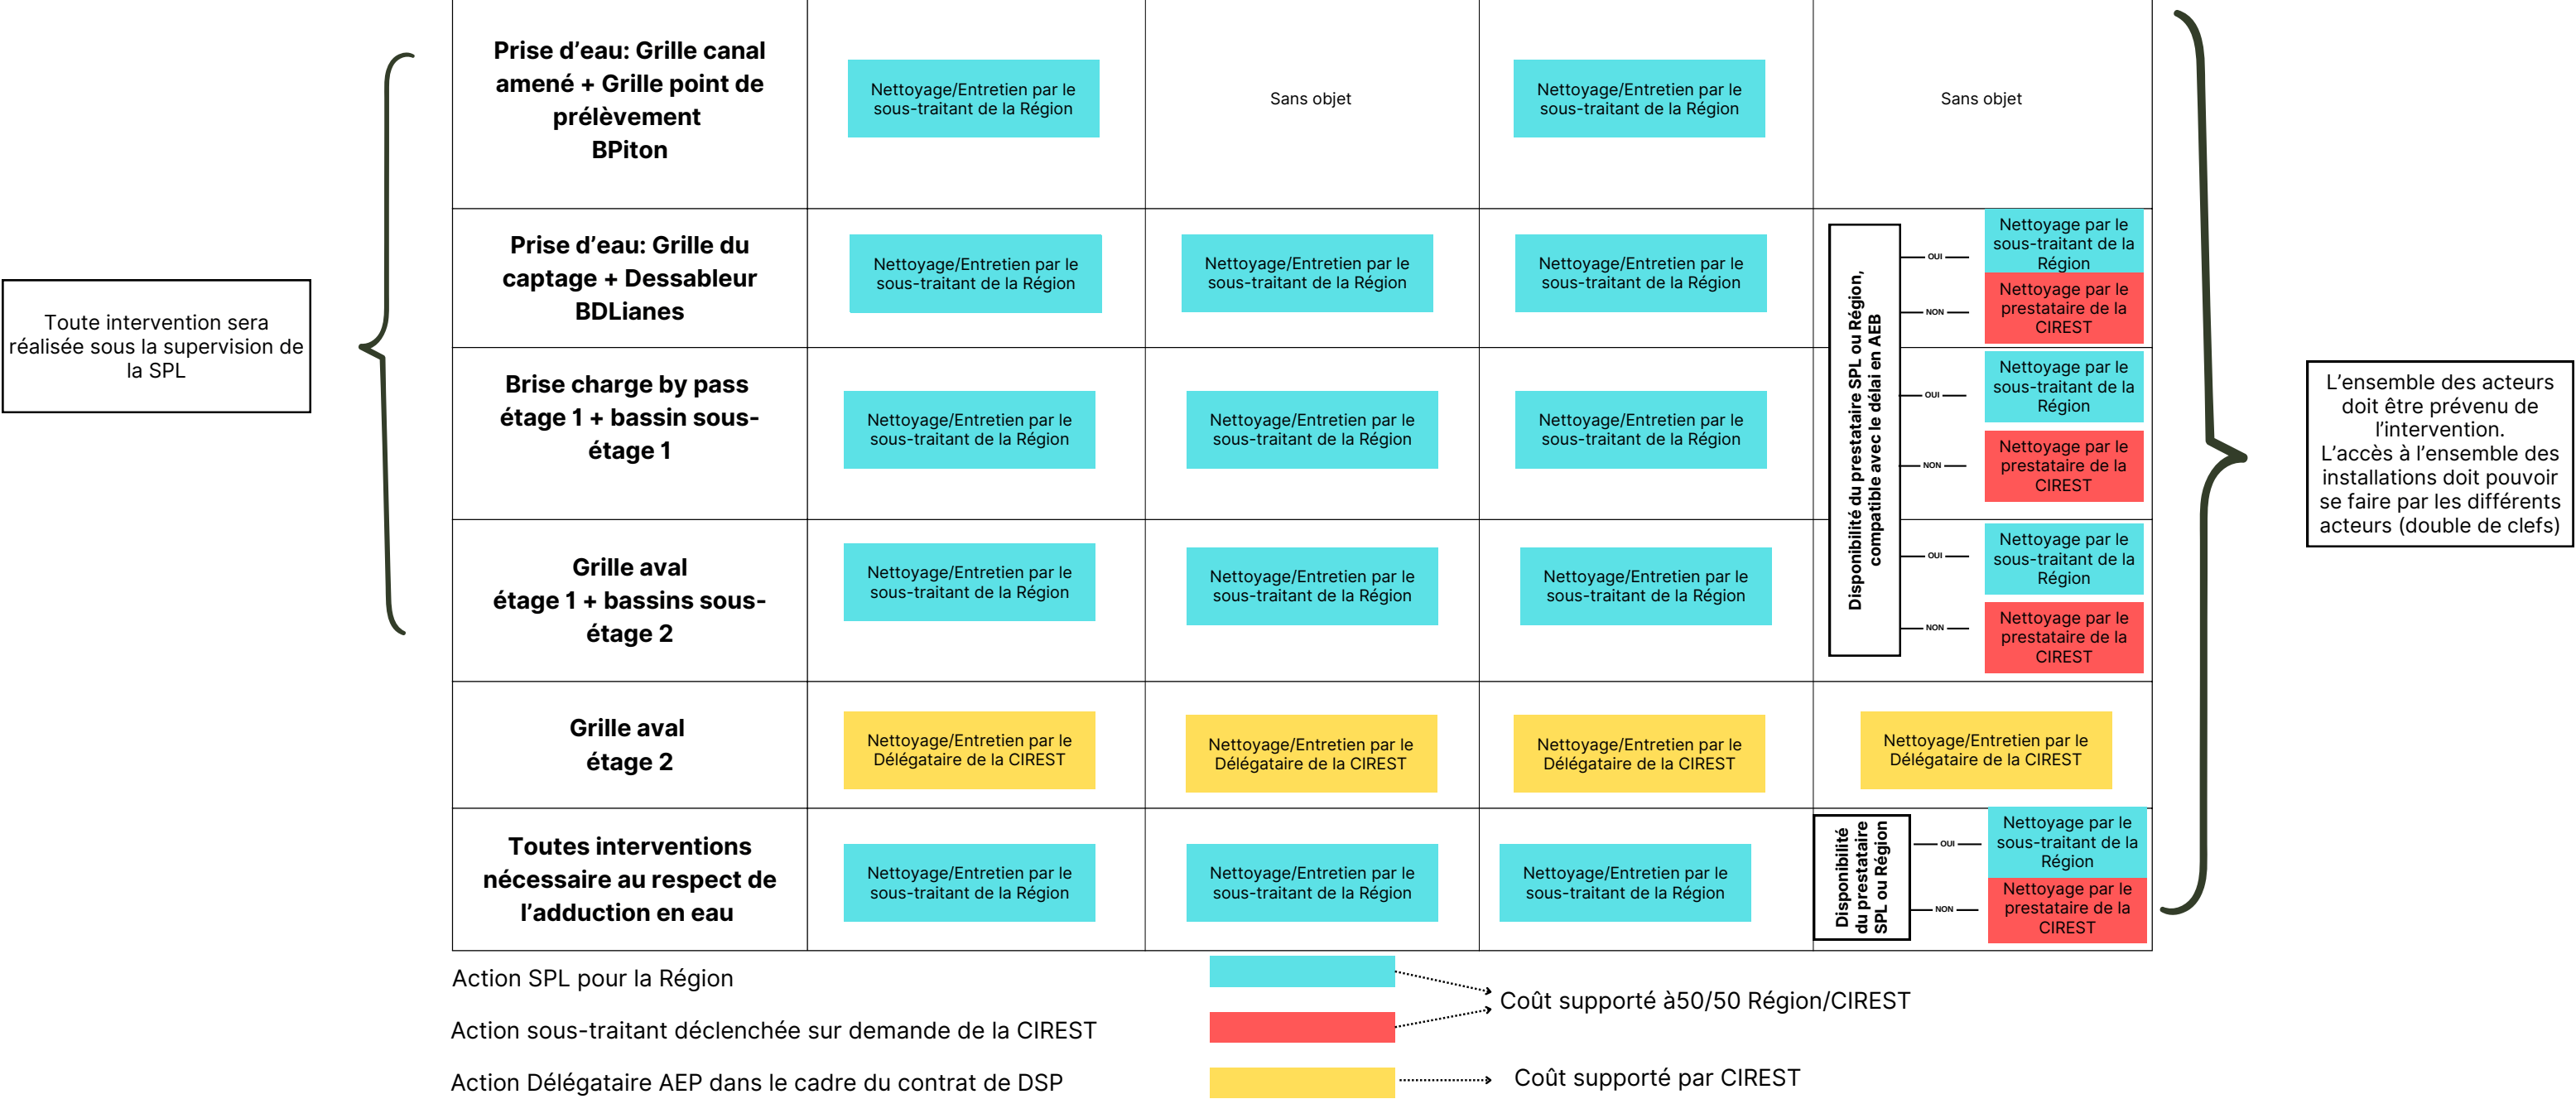 Toute intervention sera
réalisée sous la supervision de
la SPL
Prise d’eau: Grille canal
amené + Grille point de
prélèvement
BPiton
Nettoyage/Entretien par le
sous-traitant de la Région
Sans objet
Nettoyage/Entretien par le
sous-traitant de la Région
Sans objet
Prise d’eau: Grille du
captage + Dessableur
BDLianes
Nettoyage/Entretien par le
sous-traitant de la Région
Nettoyage/Entretien par le
sous-traitant de la Région
Nettoyage/Entretien par le
sous-traitant de la Région
Disponibilité du prestataire SPL ou Région,
compatible avec le délai en AEB
OUI
Nettoyage par le
sous-traitant de la
Région
NON
Nettoyage par le
prestataire de la
CIREST
Brise charge by pass
étage 1 + bassin sous-
étage 1
Nettoyage/Entretien par le
sous-traitant de la Région
Nettoyage/Entretien par le
sous-traitant de la Région
Nettoyage/Entretien par le
sous-traitant de la Région
OUI
Nettoyage par le
sous-traitant de la
Région
NON
Nettoyage par le
prestataire de la
CIREST
Grille aval
étage 1 + bassins sous-
étage 2
Nettoyage/Entretien par le
sous-traitant de la Région
Nettoyage/Entretien par le
sous-traitant de la Région
Nettoyage/Entretien par le
sous-traitant de la Région
OUI
Nettoyage par le
sous-traitant de la
Région
NON
Nettoyage par le
prestataire de la
CIREST
Grille aval
étage 2
Nettoyage/Entretien par le
Délégataire de la CIREST
Nettoyage/Entretien par le
Délégataire de la CIREST
Nettoyage/Entretien par le
Délégataire de la CIREST
Nettoyage/Entretien par le
Délégataire de la CIREST
Toutes interventions
nécessaire au respect de
l’adduction en eau
Nettoyage/Entretien par le
sous-traitant de la Région
Nettoyage/Entretien par le
sous-traitant de la Région
Nettoyage/Entretien par le
sous-traitant de la Région
Disponibilité
du prestataire
SPL ou Région
OUI
Nettoyage par le
sous-traitant de la
Région
NON
Nettoyage par le
prestataire de la
CIREST
L’ensemble des acteurs
doit être prévenu de
l’intervention.
L’accès à l’ensemble des
installations doit pouvoir
se faire par les différents
acteurs (double de clefs)
Action SPL pour la Région
Coût supporté à50/50 Région/CIREST
Action sous-traitant déclenchée sur demande de la CIREST
Action Délégataire AEP dans le cadre du contrat de DSP
Coût supporté par CIREST